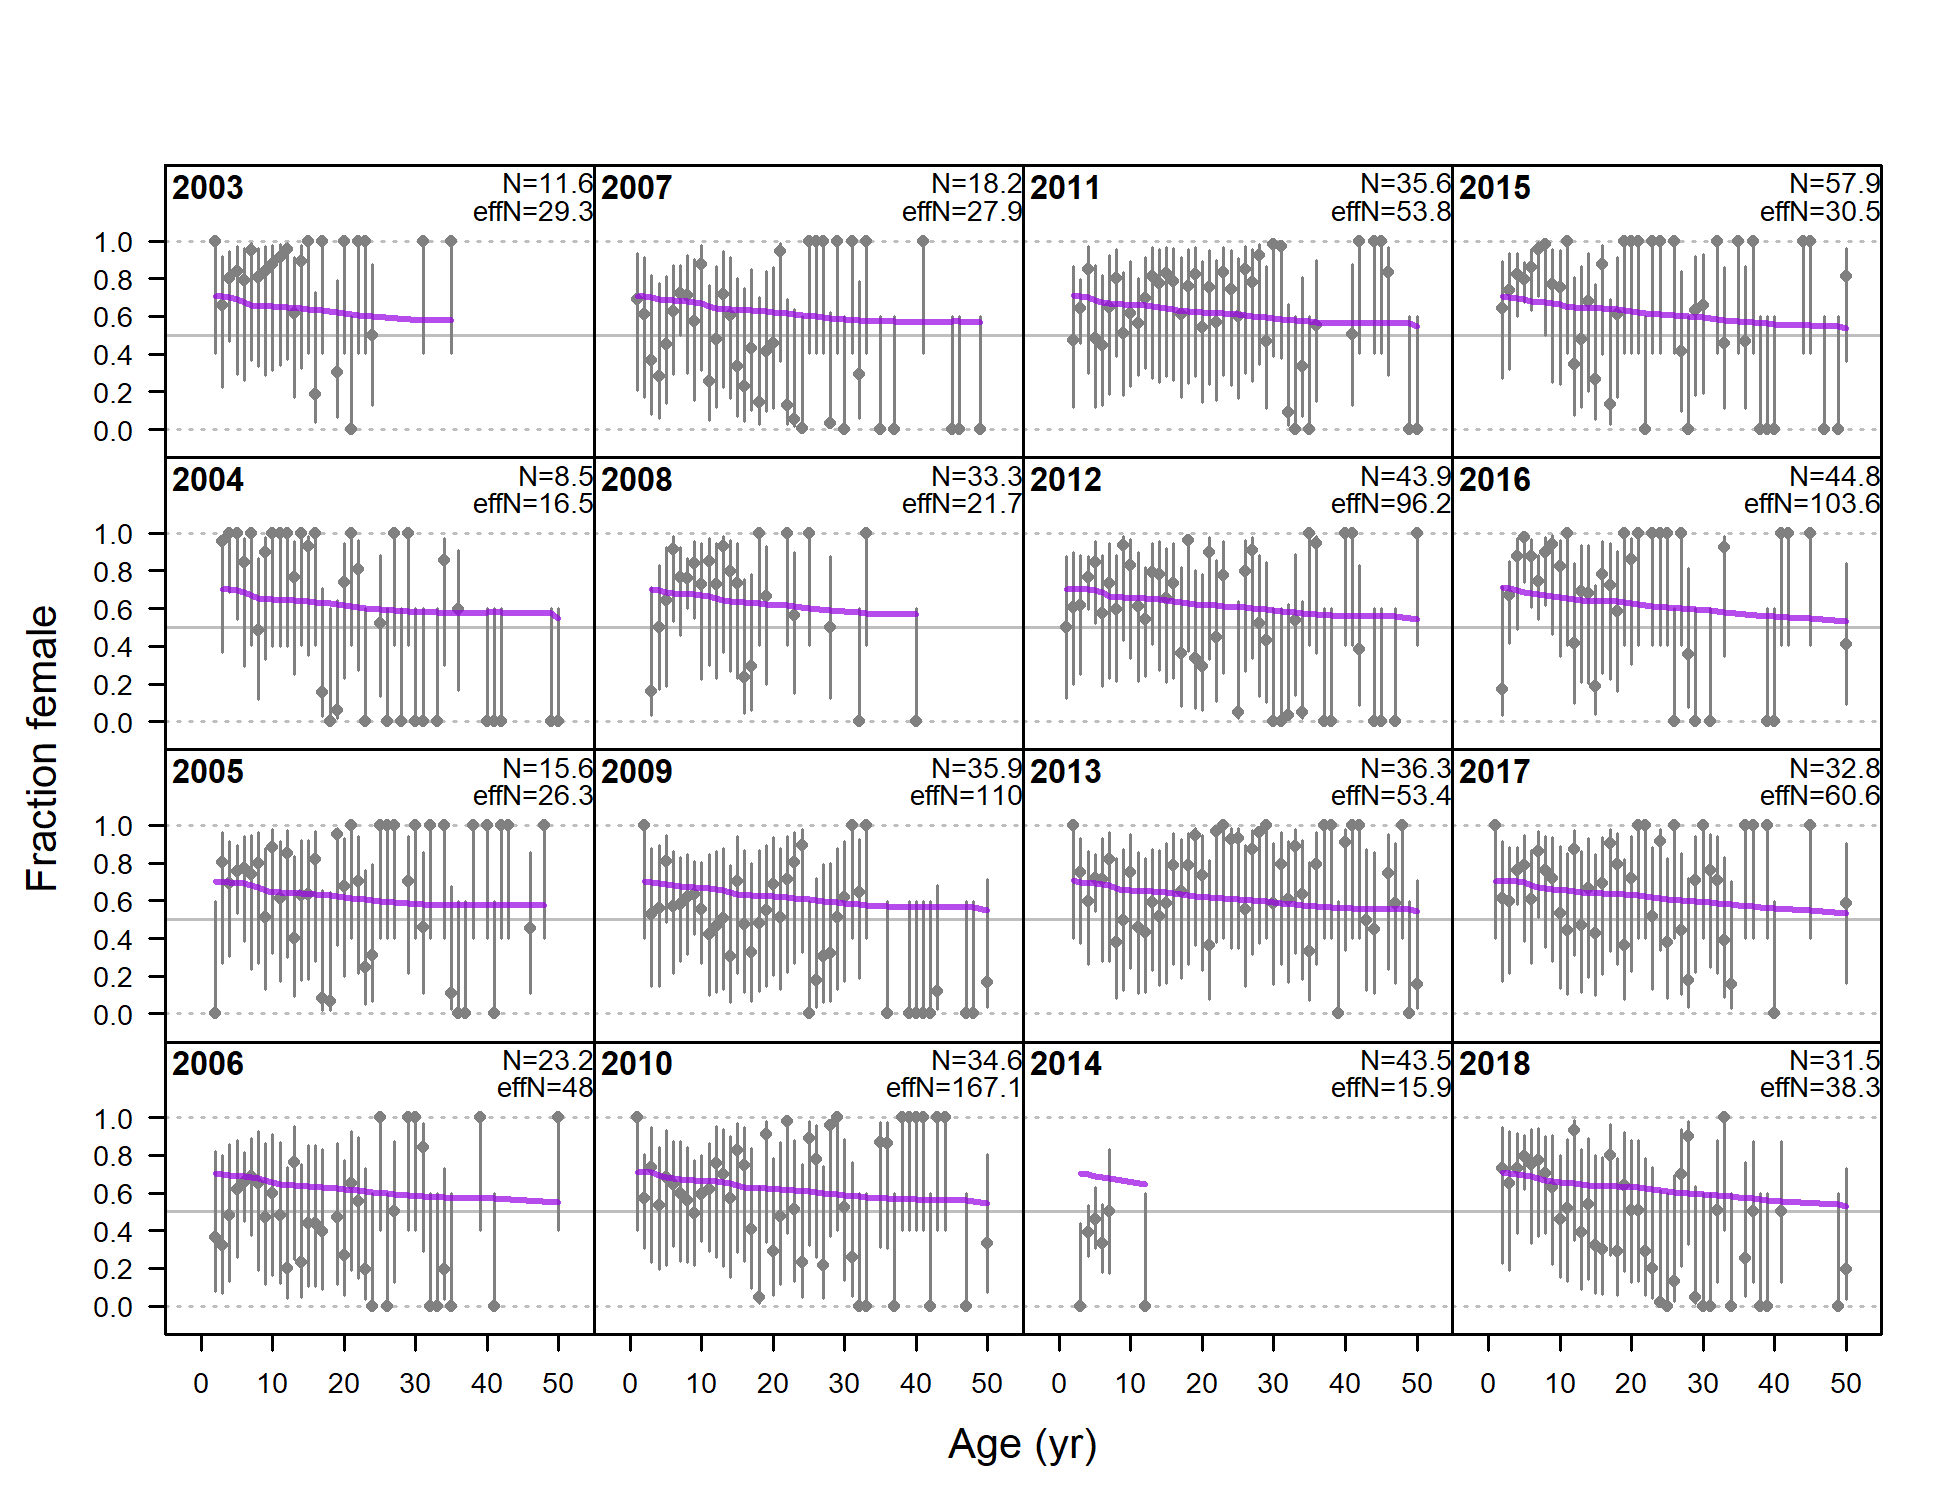 2003 N=11.6 2007 N=18.2 2011 N=35.6 2015 N=57.9
effN=29.3 effN=27.9 effN=53.8 effN=30.5
1.0
0.8
0.6
0.4
0.2
0.0
2004 N=8.5 2008 N=33.3 2012 N=43.9 2016 N=44.8
effN=16.5 effN=21.7 effN=96.2 effN=103.6
1.0
0.8
0.6
0.4
0.2
0.0
Fraction female
2005 N=15.6 2009 N=35.9 2013 N=36.3 2017 N=32.8
effN=26.3 effN=110 effN=53.4 effN=60.6
1.0
0.8
0.6
0.4
0.2
0.0
2006 N=23.2 2010 N=34.6 2014 N=43.5 2018 N=31.5
effN=48 effN=167.1 effN=15.9 effN=38.3
1.0
0.8
0.6
0.4
0.2
0.0
0 10 20 30 40 50 0 10 20 30 40 50 0 10 20 30 40 50 0 10 20 30 40 50
Age (yr)